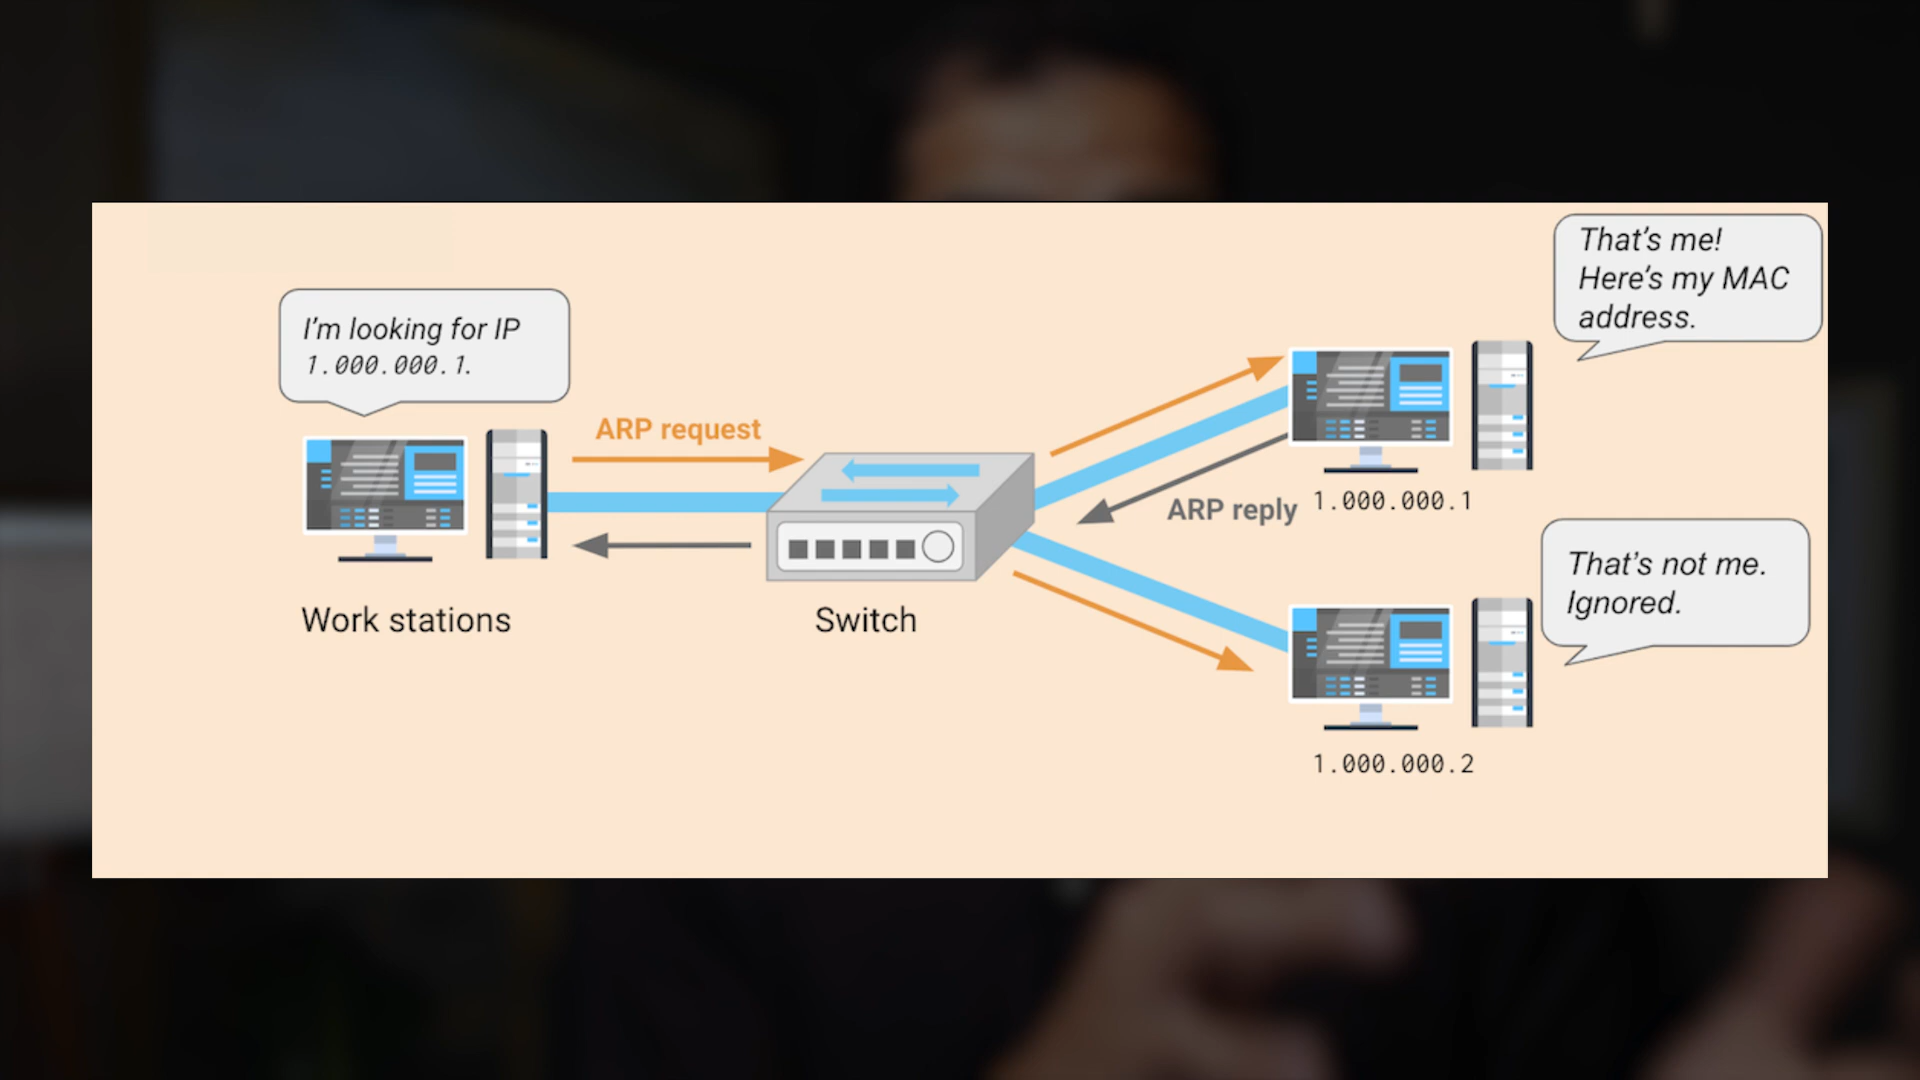 That's me!
Here's my MAC
address.
I'm looking for IP
1.000.000.1.
ARP request
ARP reply
1.000.000.1
That's not me.
Ignored.
Work stations
Switch
1.000.000.2